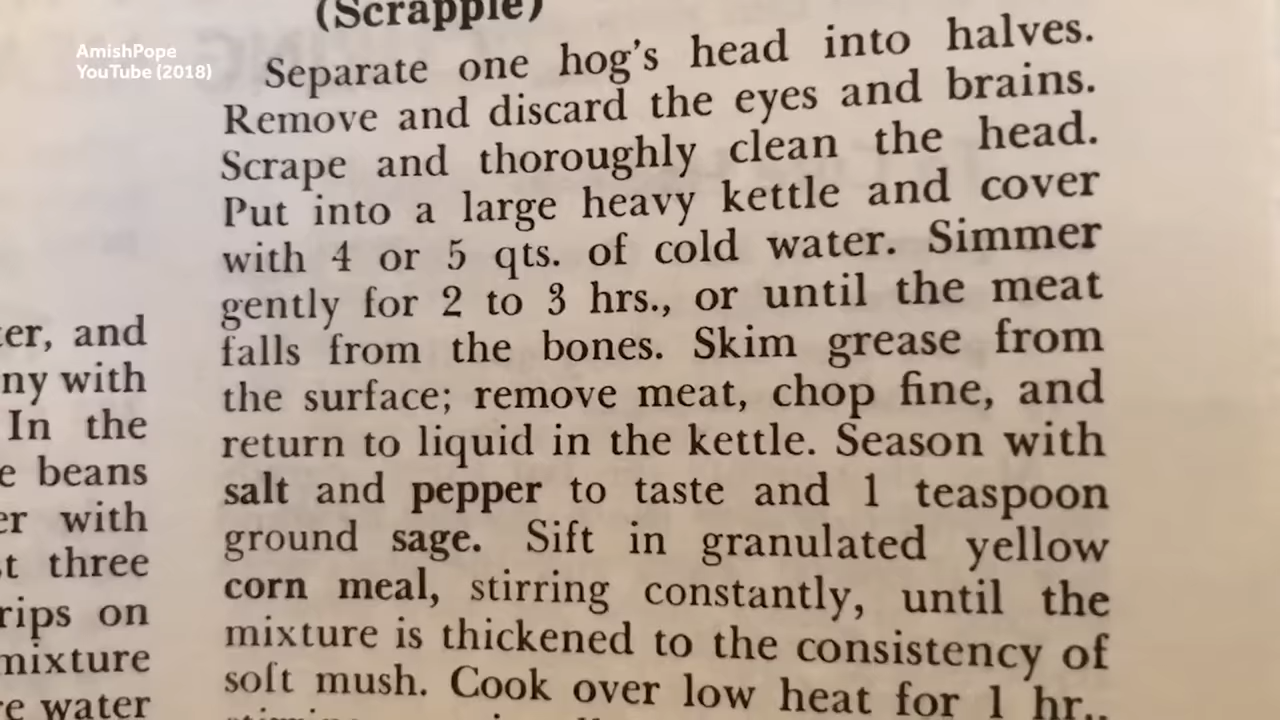 (Scrapple)
AmishPope
YouTube (2018)
Separate one hog's head into halves.
Remove and discard the eyes and brains.
Scrape and thoroughly clean the head.
Put into a large heavy kettle and cover
with 4 or 5 qts. of cold water. Simmer
gently for 2 to 3 hrs., or until the meat
falls from the bones. Skim grease from
the surface; remove meat, chop fine, and
return to liquid in the kettle. Season with
salt and pepper to taste and 1 teaspoon
ground sage. Sift in granulated yellow
corn meal, stirring constantly, until the
mixture is thickened to the consistency of
soft mush. Cook over low heat for 1 hr.,
er, and
ny with
In the
e beans
er with
t three
rips on
mixture
e water